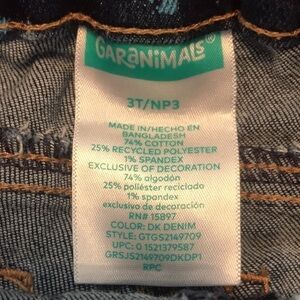 GARANIMALS®
3T/NP3
MADE IN/HECHO EN
BANGLADESH
74% COTTON
25% RECYCLED POLYESTER
1% SPANDEX
EXCLUSIVE OF DECORATION
74% algodón
25% poliéster reciclado
1% spandex
exclusivo de decoración
RN# 15897
COLOR: DK DENIM
STYLE: GTGS2149709
UPC: 0 1521379587
GRSJS2149709DKDP1
RPC